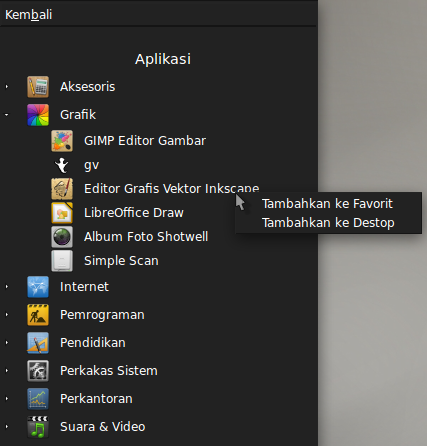 Kembali
Aplikasi
Aksesoris
Grafik
GIMP Editor Gambar
gv
Editor Grafis Vektor Inkscape
Tambahkan ke Favorit
Tambahkan ke Destop
LibreOffice Draw
Album Foto Shotwell
Simple Scan
Internet
Pemrograman
Pendidikan
Perkakas Sistem
Perkantoran
Suara & Video